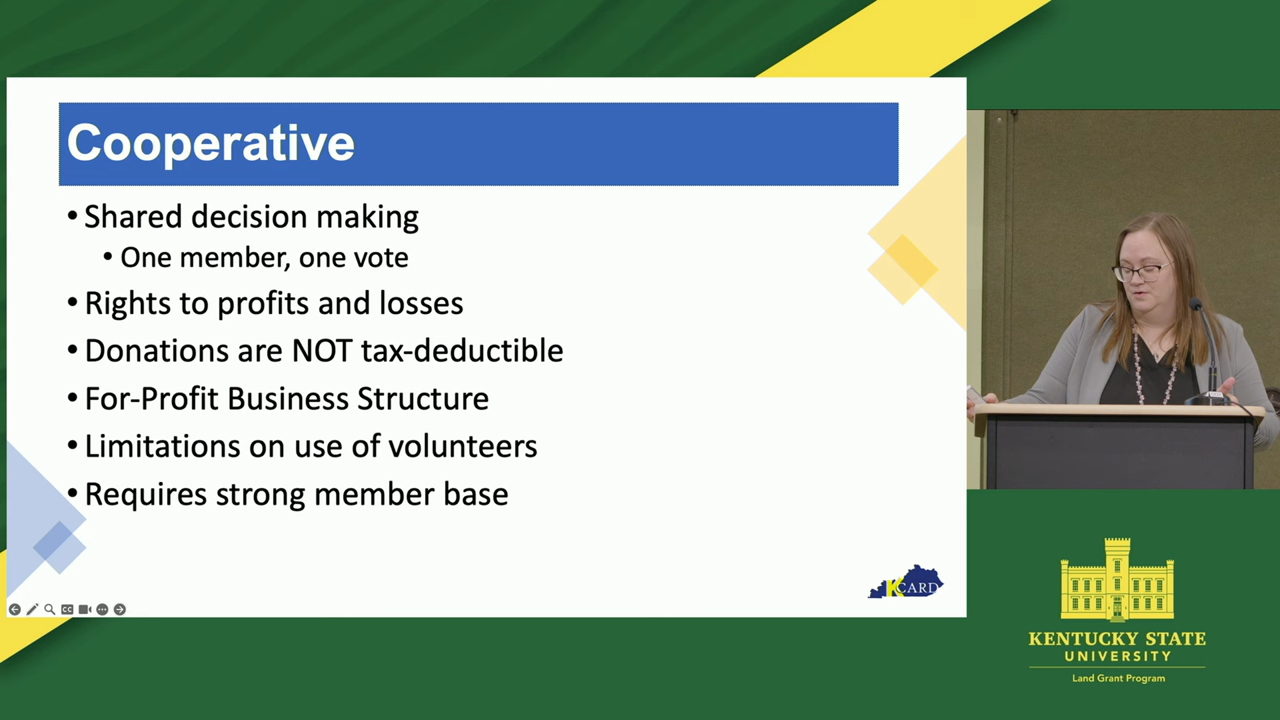 Cooperative
• Shared decision making
• One member, one vote
• Rights to profits and losses
• Donations are NOT tax-deductible
• For-Profit Business Structure
• Limitations on use of volunteers
• Requires strong member base
KCARD
CC
KENTUCKY STATE
UNIVERSITY
Land Grant Program